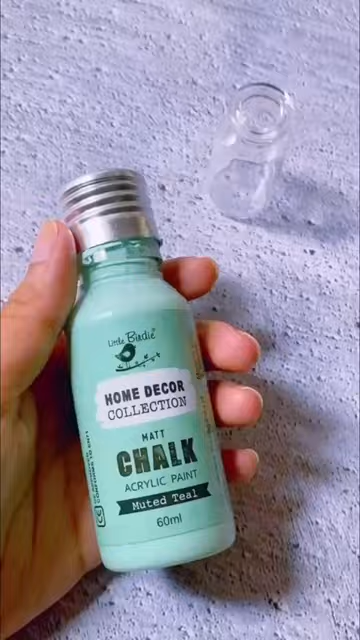 Little Birdie
HOME DECOR
COLLECTION
MATT
CHALK
ACRYLIC PAINT
Muted Teal
60ml